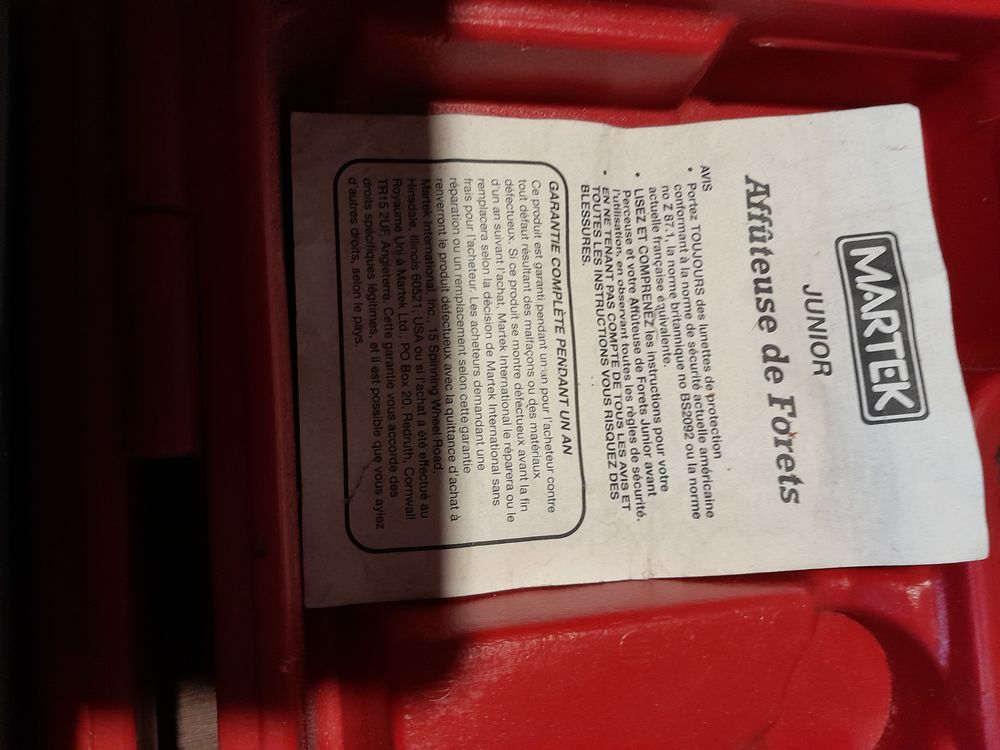 MARTEK
JUNIOR
Affûteuse de Forets
AVIS
• Portez TOUJOURS des lunettes de protection
conformant à la norme de sécurité actuelle américaine
no Z 87.1, la norme britannique no BS2092 ou la norme
actuelle française équivalente.
• LISEZ ET COMPRENEZ les instructions pour votre
Perceuse et votre Affûteuse de Forets Junior avant
l'utilisation, en observant toutes les règles de sécurité.
• EN NE TENANT PAS COMPTE DE TOUS LES AVIS ET
TOUTES LES INSTRUCTIONS VOUS RISQUEZ DES
BLESSURES.
GARANTIE COMPLÈTE PENDANT UN AN
Ce produit est garanti pendant un an pour l'acheteur contre
tout défaut résultant des malfaçons ou des matériaux
défectueux. Si ce produit se montre défectueux avant la fin
d'un an suivant l'achat, Martek International le réparera ou le
remplacera selon la décision de Martek International sans
frais pour l'acheteur. Les acheteurs demandant une
réparation ou un remplacement selon cette garantie
renverront le produit défectueux avec la quittance d'achat à
Martek International, Inc., 15 Spinning Wheel Road,
Hinsdale, Illinois 60521, USA ou si l'achat a été effectué au
Royaume Uni à Martek Ltd., PO Box 20, Redruth, Cornwall
TR15 2UF, Angleterre. Cette garantie vous accorde des
droits spécifiques légitimes, et il est possible que vous ayiez
d'autres droits, selon le pays.